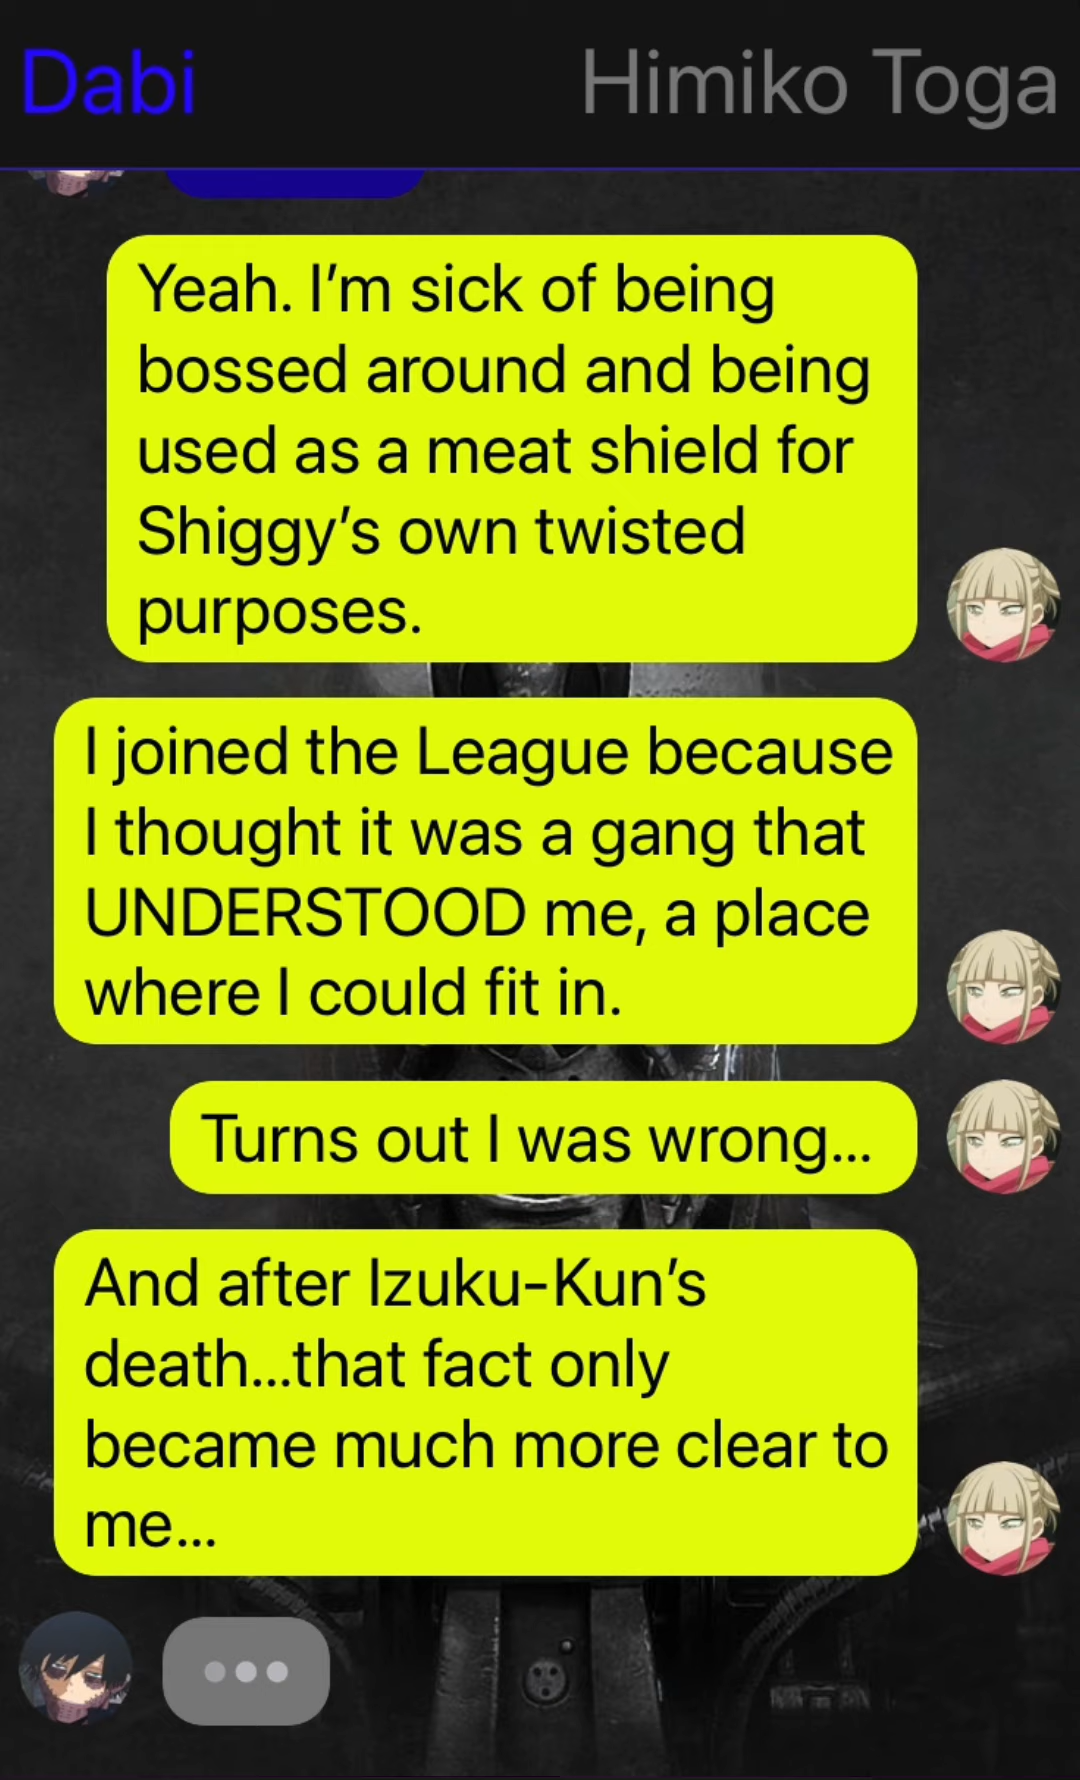 Dabi Himiko Toga
Yeah. I’m sick of being
bossed around and being
used as a meat shield for
Shiggy’s own twisted
purposes.
I joined the League because
I thought it was a gang that
UNDERSTOOD me, a place
where I could fit in.
Turns out I was wrong...
And after Izuku-Kun’s
death...that fact only
became much more clear to
me...